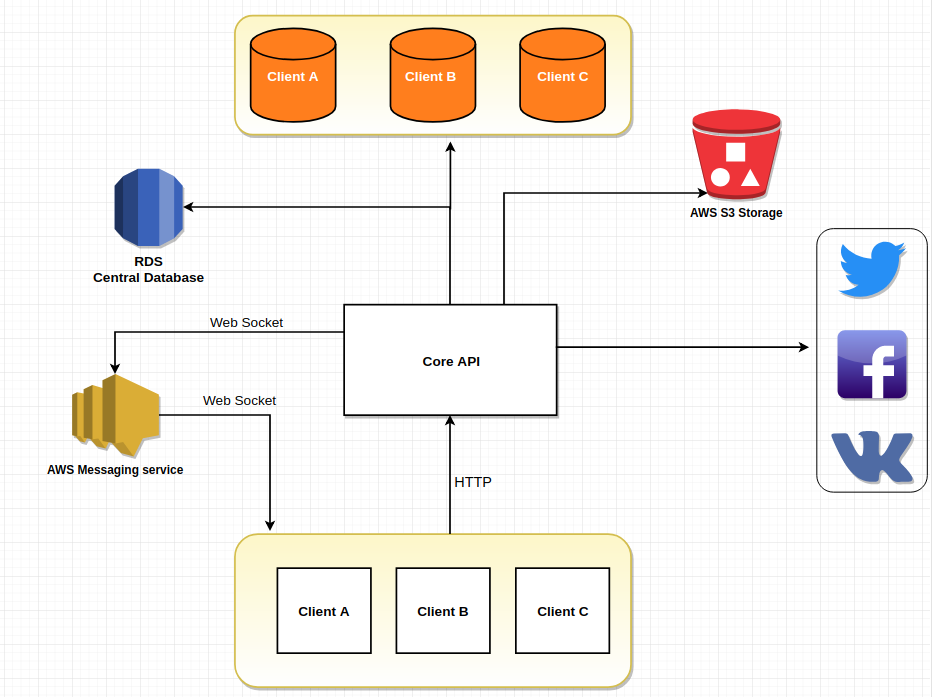 Client A
Client B
Client C
AWS S3 Storage
RDS
Central Database
Web Socket
Core API
Web Socket
AWS Messaging service
HTTP
Client A
Client B
Client C